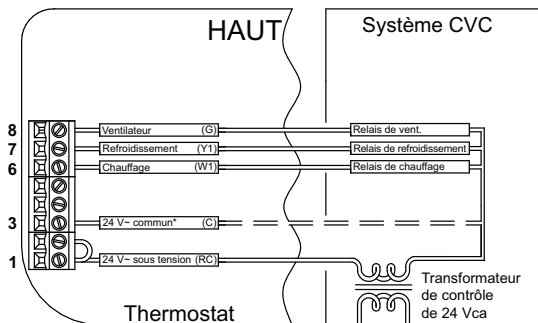 HAUT
Système CVC
8 Ventilateur (G) Relais de vent.
7 Refroidissement (Y1) Relais de refroidissement
6 Chauffage (W1) Relais de chauffage
3 24 V~ commun* (C)
1 24 V~ sous tension (RC)
Thermostat
Transformateur
de contrôle
de 24 Vca